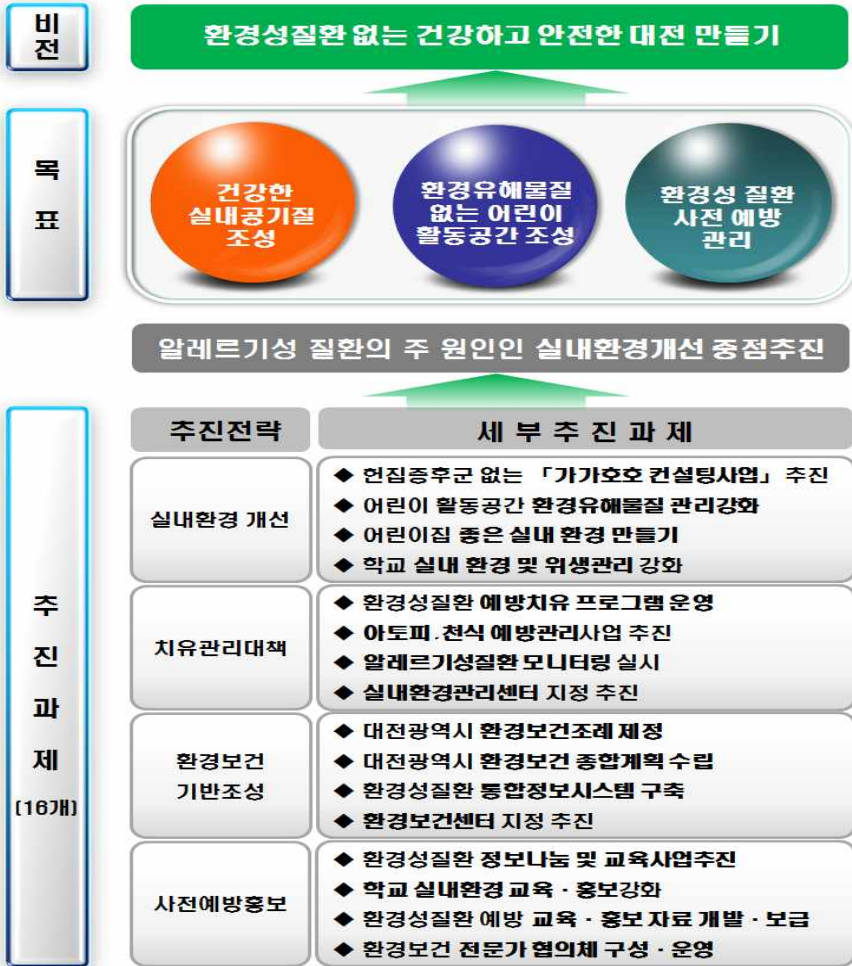 비
전
환경성질환 없는 건강하고 안전한 대전 만들기
목
표
건강한
실내공기질
조성
환경유해물질
없는 어린이
활동공간 조성
환경성 질환
사전 예방
관리
알레르기성 질환의 주 원인인 실내환경개선 중점추진
추
진
과
제
(16개)
추진전략
세 부 추 진 과 제
실내환경 개선
◆ 헌집증후군 없는 「가가호호 컨설팅사업」 추진
◆ 어린이 활동공간 환경유해물질 관리강화
◆ 어린이집 좋은 실내 환경 만들기
◆ 학교 실내 환경 및 위생관리 강화
치유관리대책
◆ 환경성질환 예방치유 프로그램 운영
◆ 아토피.천식 예방관리사업 추진
◆ 알레르기성질환 모니터링 실시
◆ 실내환경관리센터 지정 추진
환경보건
기반조성
◆ 대전광역시 환경보건조례 제정
◆ 대전광역시 환경보건 종합계획 수립
◆ 환경성질환 통합정보시스템 구축
◆ 환경보건센터 지정 추진
사전예방홍보
◆ 환경성질환 정보나눔 및 교육사업추진
◆ 학교 실내환경 교육 · 홍보강화
◆ 환경성질환 예방 교육 · 홍보 자료 개발 · 보급
◆ 환경보건 전문가 협의체 구성 · 운영